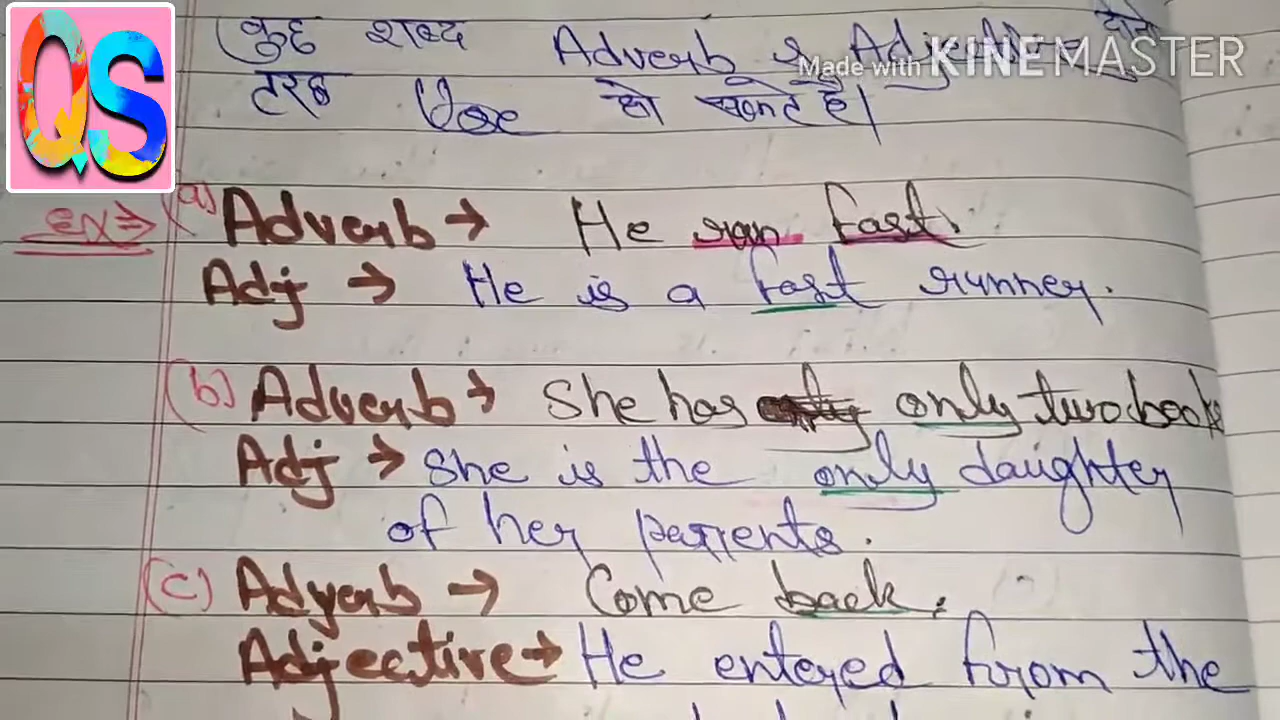 QS
कुछ शब्द Adverb & Adjective दोनो
Made with KINEMASTER
तरह Use हो सकते है।
Ex⇒ (a) Adverb → He ran fast.
Adj → He is a fast runner.
(b) Adverb → She has only two books
Adj → She is the only daughter
of her parients.
(c) Adverb → Come back.
Adjective → He entered from the